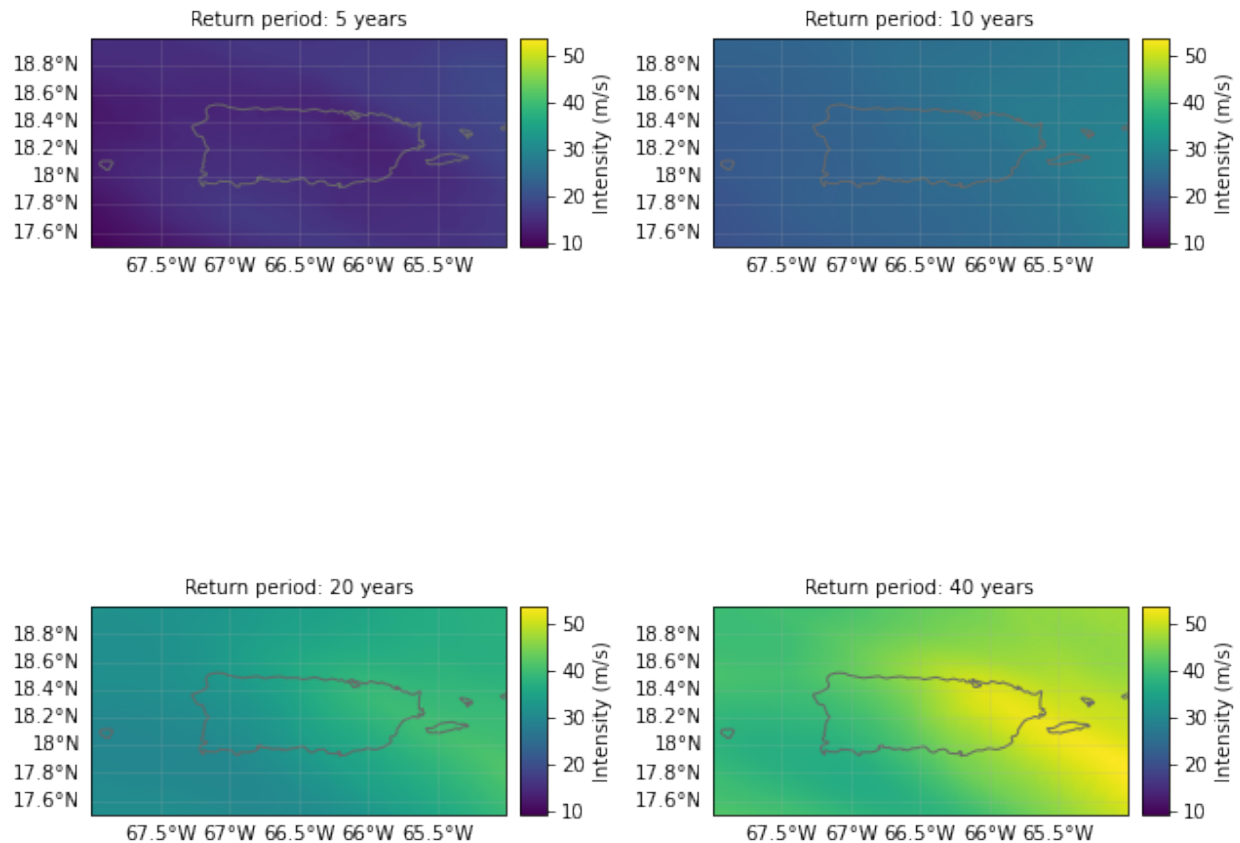 Return period: 5 years
18.8°N
18.6°N
18.4°N
18.2°N
18°N
17.8°N
17.6°N
67.5°W 67°W 66.5°W 66°W 65.5°W
50
40
30
20
10
Intensity (m/s)
Return period: 10 years
18.8°N
18.6°N
18.4°N
18.2°N
18°N
17.8°N
17.6°N
67.5°W 67°W 66.5°W 66°W 65.5°W
50
40
30
20
10
Intensity (m/s)
Return period: 20 years
18.8°N
18.6°N
18.4°N
18.2°N
18°N
17.8°N
17.6°N
67.5°W 67°W 66.5°W 66°W 65.5°W
50
40
30
20
10
Intensity (m/s)
Return period: 40 years
18.8°N
18.6°N
18.4°N
18.2°N
18°N
17.8°N
17.6°N
67.5°W 67°W 66.5°W 66°W 65.5°W
50
40
30
20
10
Intensity (m/s)